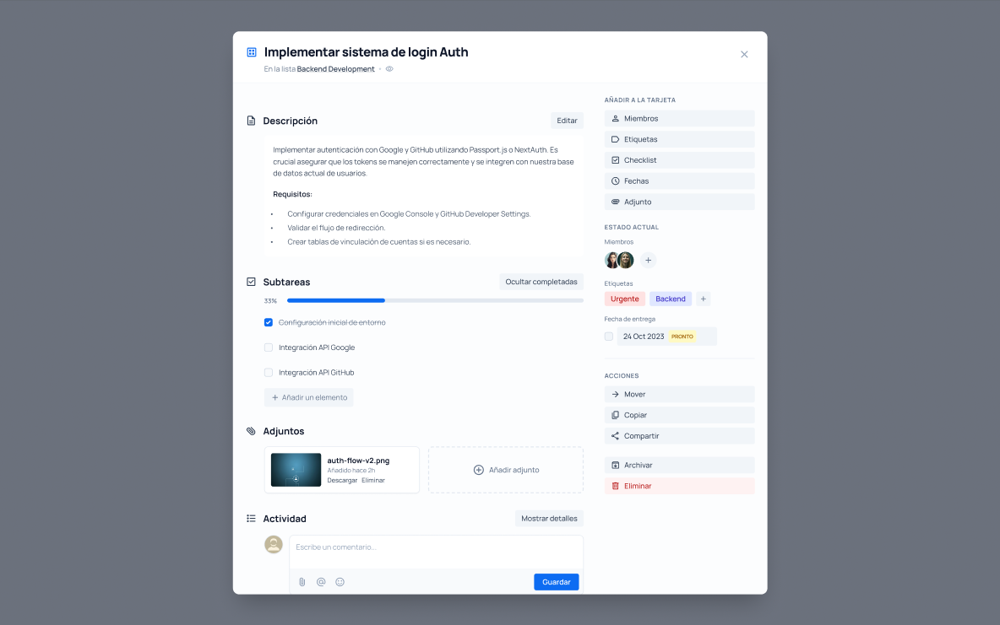 Implementar sistema de login Auth
En la lista Backend Development •
Descripción
Editar
Implementar autenticación con Google y GitHub utilizando Passport.js o NextAuth. Es
crucial asegurar que los tokens se manejen correctamente y se integren con nuestra base
de datos actual de usuarios.
Requisitos:
• Configurar credenciales en Google Console y GitHub Developer Settings.
• Validar el flujo de redirección.
• Crear tablas de vinculación de cuentas si es necesario.
Subtareas
Ocultar completadas
33%
Configuración inicial de entorno
Integración API Google
Integración API GitHub
+ Añadir un elemento
Adjuntos
auth-flow-v2.png
Añadido hace 2h
Descargar Eliminar
Añadir adjunto
Actividad
Mostrar detalles
Escribe un comentario...
Guardar
AÑADIR A LA TARJETA
Miembros
Etiquetas
Checklist
Fechas
Adjunto
ESTADO ACTUAL
Miembros
+
Etiquetas
Urgente Backend +
Fecha de entrega
24 Oct 2023 PRONTO
ACCIONES
Mover
Copiar
Compartir
Archivar
Eliminar